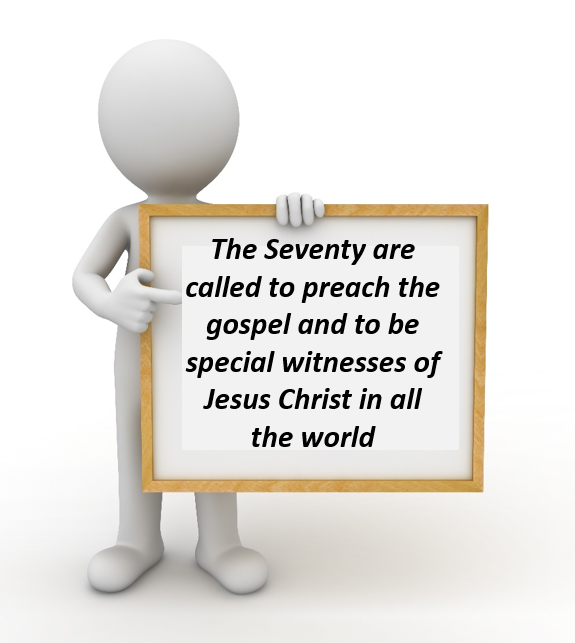 The Seventy are
called to preach the
gospel and to be
special witnesses of
Jesus Christ in all
the world